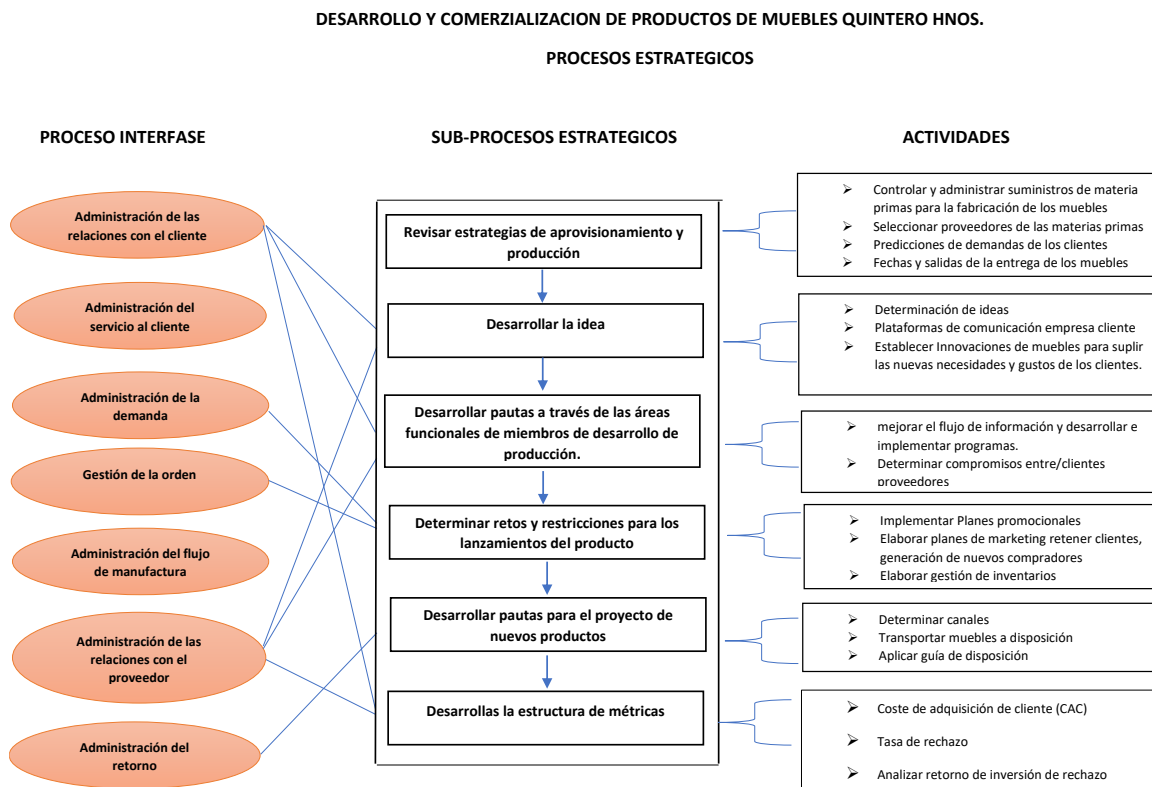 DESARROLLO Y COMERZIALIZACION DE PRODUCTOS DE MUEBLES QUINTERO HNOS.
PROCESOS ESTRATEGICOS
PROCESO INTERFASE
SUB-PROCESOS ESTRATEGICOS
ACTIVIDADES
Administración de las
relaciones con el cliente
Administración del
servicio al cliente
Administración de la
demanda
Gestión de la orden
Administración del flujo
de manufactura
Administración de las
relaciones con el
proveedor
Administración del
retorno
Revisar estrategias de aprovisionamiento y
producción
Desarrollar la idea
Desarrollar pautas a través de las áreas
funcionales de miembros de desarrollo de
producción.
Determinar retos y restricciones para los
lanzamientos del producto
Desarrollar pautas para el proyecto de
nuevos productos
Desarrollas la estructura de métricas
➢ Controlar y administrar suministros de materia
primas para la fabricación de los muebles
➢ Seleccionar proveedores de las materias primas
➢ Predicciones de demandas de los clientes
➢ Fechas y salidas de la entrega de los muebles
➢ Determinación de ideas
➢ Plataformas de comunicación empresa cliente
➢ Establecer Innovaciones de muebles para suplir
las nuevas necesidades y gustos de los clientes.
➢ mejorar el flujo de información y desarrollar e
implementar programas.
➢ Determinar compromisos entre/clientes
proveedores
➢ Implementar Planes promocionales
➢ Elaborar planes de marketing retener clientes,
generación de nuevos compradores
➢ Elaborar gestión de inventarios
➢ Determinar canales
➢ Transportar muebles a disposición
➢ Aplicar guía de disposición
➢ Coste de adquisición de cliente (CAC)
➢ Tasa de rechazo
➢ Analizar retorno de inversión de rechazo